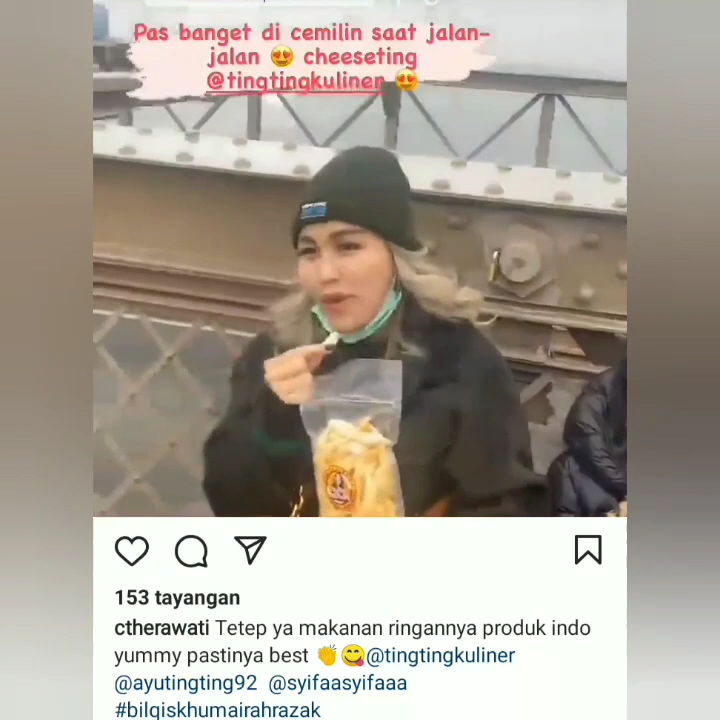 Pas banget di cemilin saat jalan-
jalan 😍 cheeseting
@tingtingkuliner 😍
153 tayangan
ctherawati Tetep ya makanan ringannya produk indo
yummy pastinya best 👏😋@tingtingkuliner
@ayutingting92 @syifaasyifaaa
#bilqiskhumairahrazak